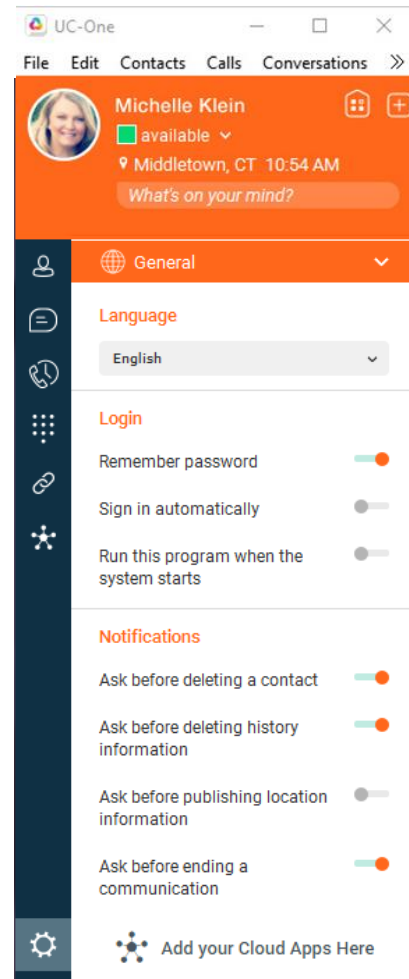 UC-One
File Edit Contacts Calls Conversations »
Michelle Klein
available
Middletown, CT 10:54 AM
What's on your mind?
General
Language
English
Login
Remember password
Sign in automatically
Run this program when the
system starts
Notifications
Ask before deleting a contact
Ask before deleting history
information
Ask before publishing location
information
Ask before ending a
communication
Add your Cloud Apps Here